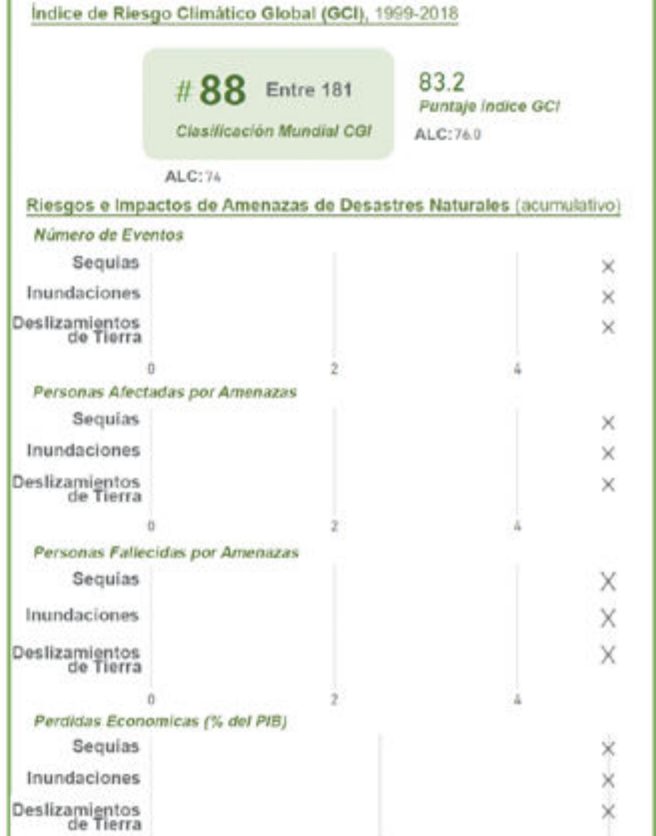 Índice de Riesgo Climático Global (GCI), 1999-2018
# 88 Entre 181
Clasificación Mundial CGI
83.2
Puntaje índice GCI
ALC: 76.0
ALC: 74
Riesgos e Impactos de Amenazas de Desastres Naturales (acumulativo)
Número de Eventos
Sequias
Inundaciones
Deslizamientos
de Tierra
0 2 4
Personas Afectadas por Amenazas
Sequías
Inundaciones
Deslizamientos
de Tierra
0 2 4
Personas Fallecidas por Amenazas
Sequias
Inundaciones
Deslizamientos
de Tierra
0 2 4
Perdidas Economicas (% del PIB)
Sequias
Inundaciones
Deslizamientos
de Tierra